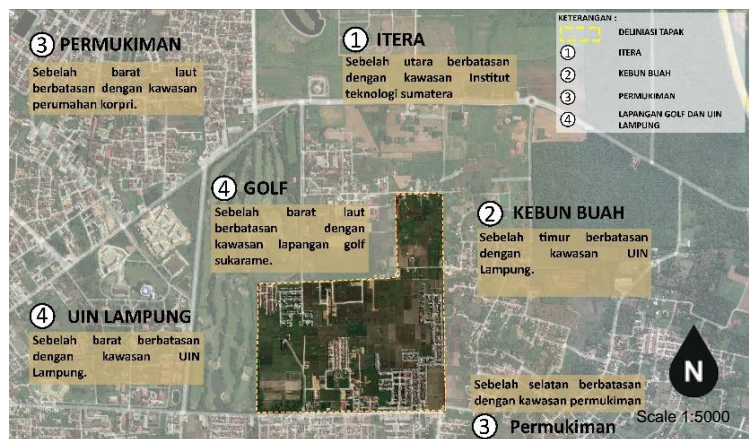 ③ PERMUKIMAN
Sebelah barat laut
berbatasan dengan kawasan
perumahan korpri.
① ITERA
Sebelah utara berbatasan
dengan kawasan Institut
teknologi sumatera
KETERANGAN :
DELINIASI TAPAK
① ITERA
② KEBUN BUAH
③ PERMUKIMAN
④ LAPANGAN GOLF DAN UIN
LAMPUNG
④ GOLF
Sebelah barat laut
berbatasan dengan
kawasan lapangan golf
sukarame.
② KEBUN BUAH
Sebelah timur berbatasan
dengan kawasan UIN
Lampung.
④ UIN LAMPUNG
Sebelah barat berbatasan
dengan kawasan UIN
Lampung.
N
Sebelah selatan berbatasan
dengan kawasan permukiman
Scale 1:5000
③ Permukiman